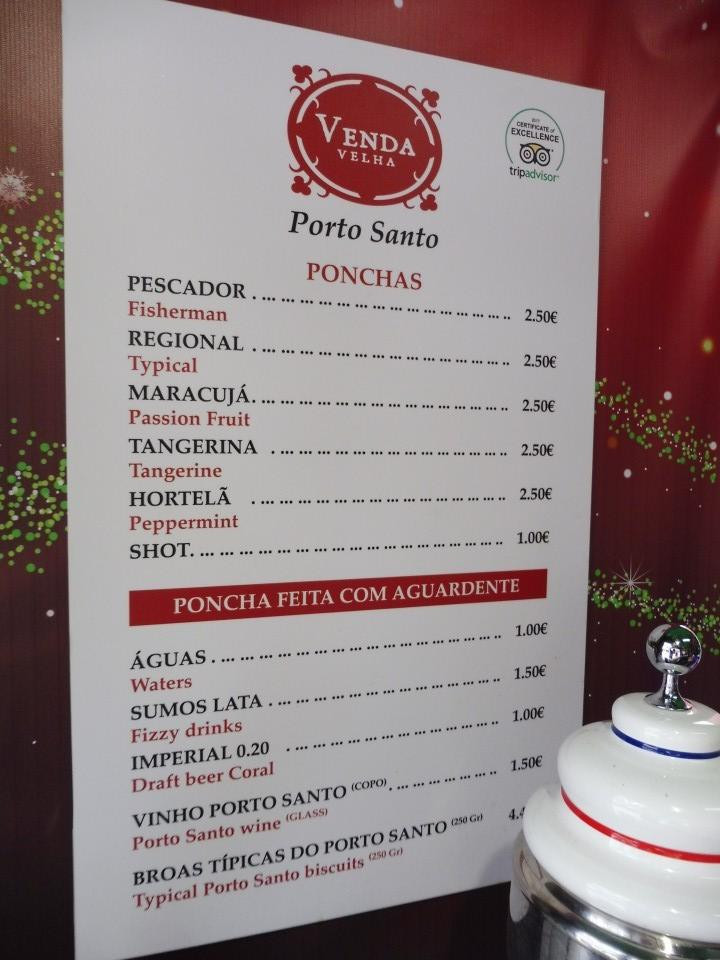 VENDA
VELHA
2017
CERTIFICATE of
EXCELLENCE
tripadvisor
Porto Santo
PONCHAS
PESCADOR . ... ... ... ... ... ... ... ... ... ... ... ... ... .. 2.50€
Fisherman
REGIONAL . ... ... ... ... ... ... ... ... ... ... ... ... ... .. 2.50€
Typical
MARACUJÁ. ... ... ... ... ... ... ... ... ... ... ... ... ... .. 2.50€
Passion Fruit
TANGERINA . ... ... ... ... ... ... ... ... ... ... ... ... .. 2.50€
Tangerine
HORTELÃ . ... ... ... ... ... ... ... ... ... ... ... ... ... .. 2.50€
Peppermint
SHOT. ... ... ... ... ... ... ... ... ... ... ... ... ... ... ... ... .. 1.00€
PONCHA FEITA COM AGUARDENTE
ÁGUAS . ... ... ... ... ... ... ... ... ... ... ... ... ... ... ... .. 1.00€
Waters
SUMOS LATA . ... ... ... ... ... ... ... ... ... ... ... ... .. 1.50€
Fizzy drinks
IMPERIAL 0.20 . ... ... ... ... ... ... ... ... ... ... ... .. 1.00€
Draft beer Coral
VINHO PORTO SANTO (COPO) . ... ... ... ... ... .. 1.50€
Porto Santo wine (GLASS)
BROAS TÍPICAS DO PORTO SANTO (250 Gr)
Typical Porto Santo biscuits (250 Gr)